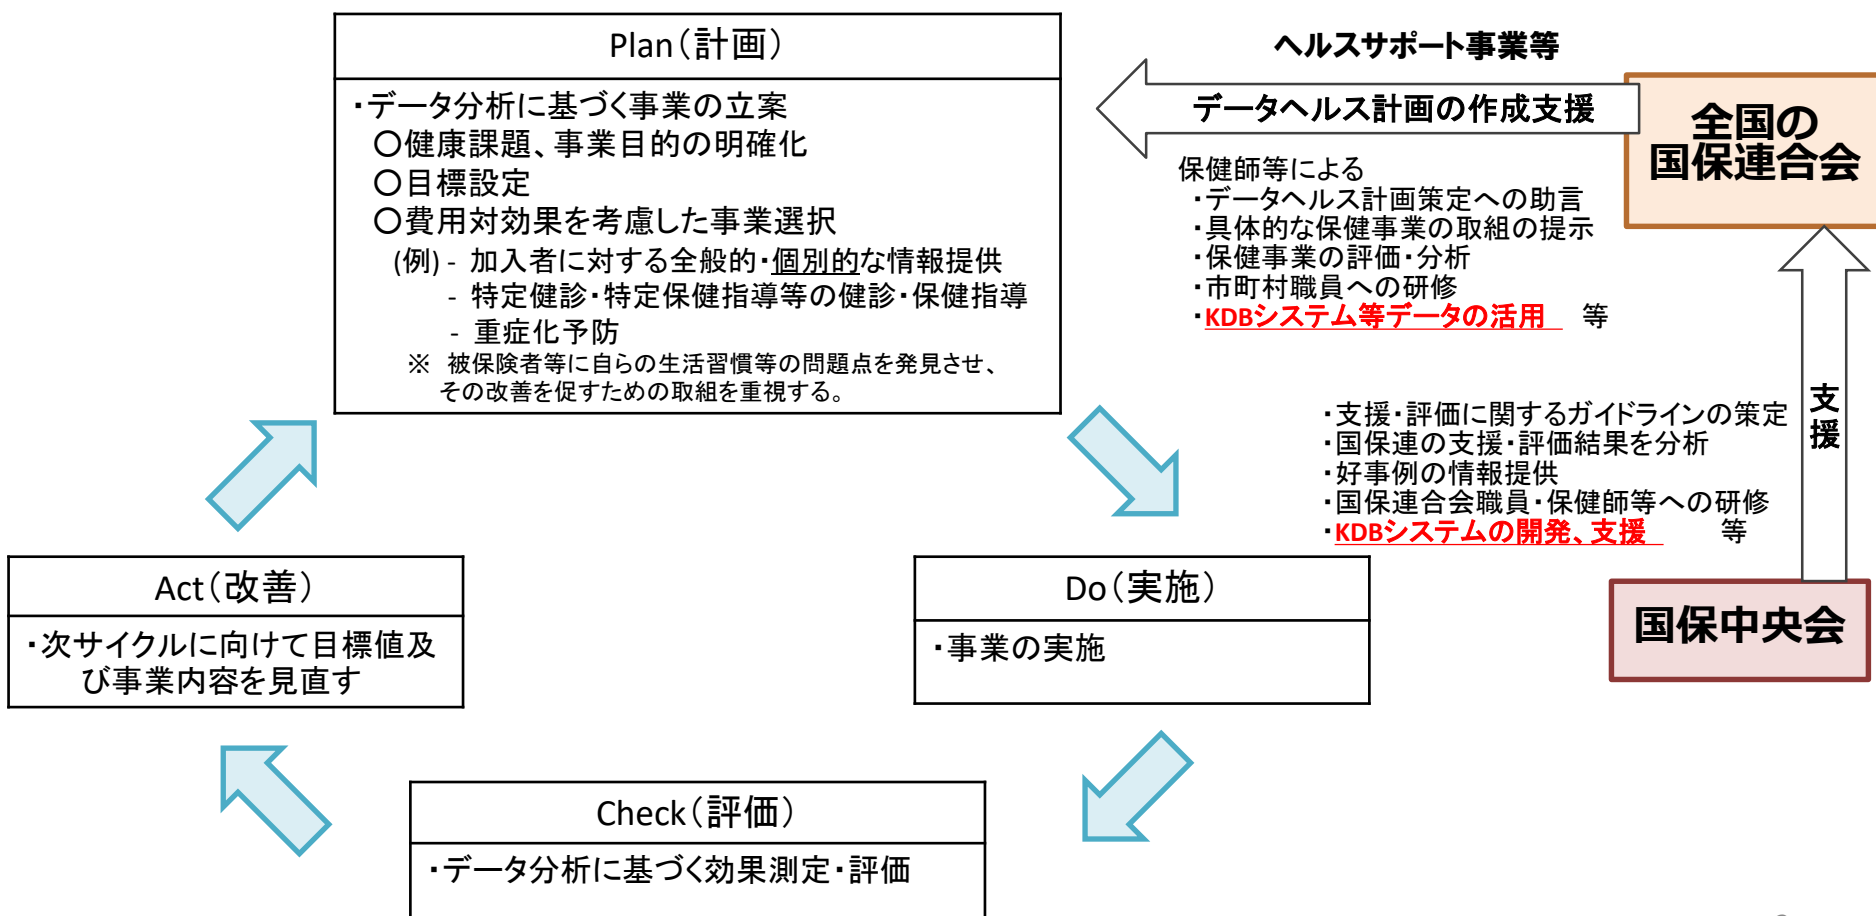 Plan（計画）
・データ分析に基づく事業の立案
〇健康課題、事業目的の明確化
〇目標設定
〇費用対効果を考慮した事業選択
(例) - 加入者に対する全般的・個別的な情報提供
- 特定健診・特定保健指導等の健診・保健指導
- 重症化予防
※ 被保険者等に自らの生活習慣等の問題点を発見させ、
その改善を促すための取組を重視する。
ヘルスサポート事業等
データヘルス計画の作成支援
全国の
国保連合会
保健師等による
・データヘルス計画策定への助言
・具体的な保健事業の取組の提示
・保健事業の評価・分析
・市町村職員への研修
・KDBシステム等データの活用 等
支援
・支援・評価に関するガイドラインの策定
・国保連の支援・評価結果を分析
・好事例の情報提供
・国保連合会職員・保健師等への研修
・KDBシステムの開発、支援 等
国保中央会
Act（改善）
・次サイクルに向けて目標値及
び事業内容を見直す
Do（実施）
・事業の実施
Check（評価）
・データ分析に基づく効果測定・評価